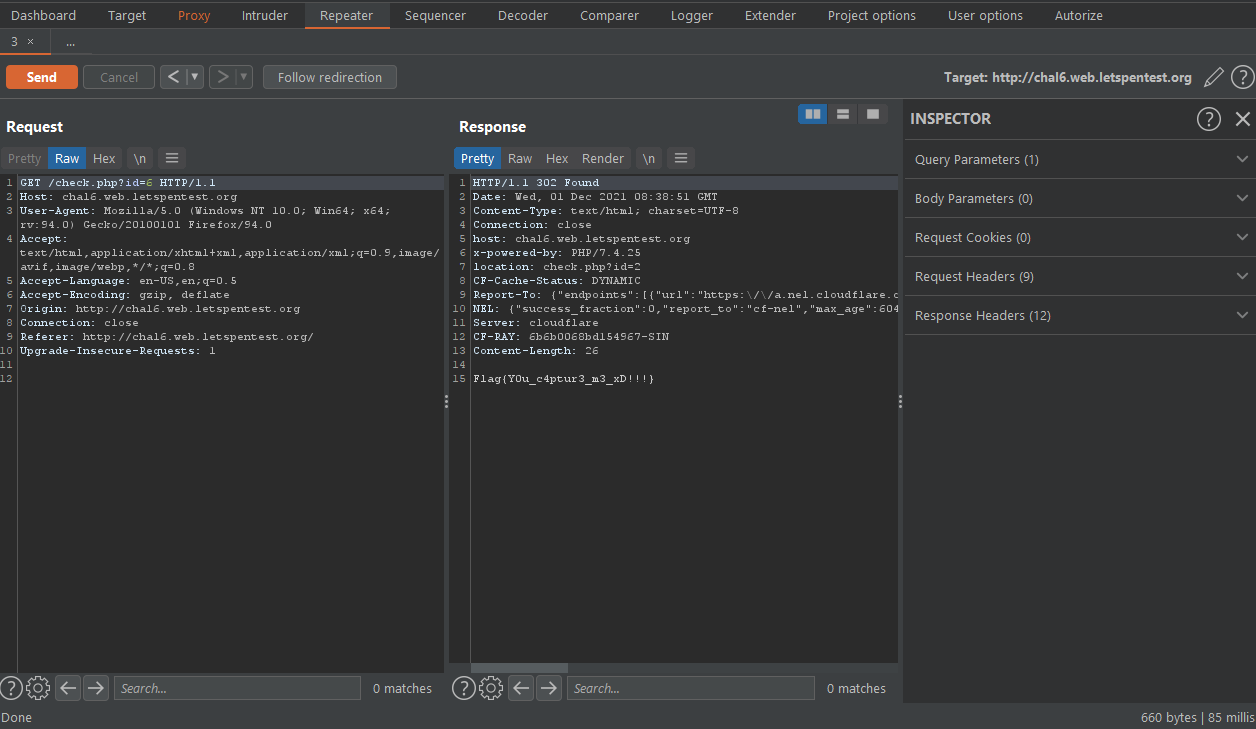 Dashboard Target Proxy Intruder Repeater Sequencer Decoder Comparer Logger Extender Project options User options Autorize
3 × ...
Send Cancel < > Follow redirection Target: http://chal6.web.letspentest.org
Request
Pretty Raw Hex \n
1 GET /check.php?id=6 HTTP/1.1
2 Host: chal6.web.letspentest.org
3 User-Agent: Mozilla/5.0 (Windows NT 10.0; Win64; x64;
rv:94.0) Gecko/20100101 Firefox/94.0
4 Accept:
text/html,application/xhtml+xml,application/xml;q=0.9,image/
avif,image/webp,*/*;q=0.8
5 Accept-Language: en-US,en;q=0.5
6 Accept-Encoding: gzip, deflate
7 Origin: http://chal6.web.letspentest.org
8 Connection: close
9 Referer: http://chal6.web.letspentest.org/
10 Upgrade-Insecure-Requests: 1
11
12
Search... 0 matches
Response
Pretty Raw Hex Render \n
1 HTTP/1.1 302 Found
2 Date: Wed, 01 Dec 2021 08:38:51 GMT
3 Content-Type: text/html; charset=UTF-8
4 Connection: close
5 host: chal6.web.letspentest.org
6 x-powered-by: PHP/7.4.25
7 location: check.php?id=2
8 CF-Cache-Status: DYNAMIC
9 Report-To: {"endpoints":[{"url":"https:\/\/a.nel.cloudflare.c
10 NEL: {"success_fraction":0,"report_to":"cf-nel","max_age":604
11 Server: cloudflare
12 CF-RAY: 6b6b0068bd154967-SIN
13 Content-Length: 26
14
15 Flag{Y0u_c4ptur3_m3_xD!!!}
Search... 0 matches
INSPECTOR ?
Query Parameters (1)
Body Parameters (0)
Request Cookies (0)
Request Headers (9)
Response Headers (12)
Done 660 bytes | 85 millis